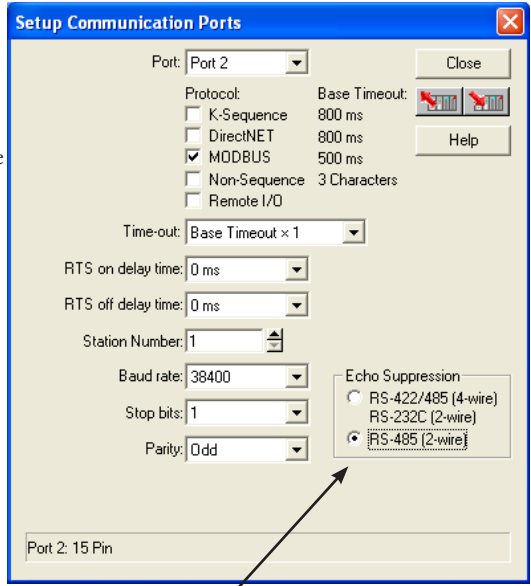 Setup Communication Ports
Port: Port 2
Close
Protocol: Base Timeout:
K-Sequence 800 ms
DirectNET 800 ms
Help
e
MODBUS 500 ms
Non-Sequence 3 Characters
Remote I/O
Time-out: Base Timeout × 1
RTS on delay time: 0 ms
RTS off delay time: 0 ms
Station Number: 1
Baud rate: 38400
Echo Suppression
RS-422/485 (4-wire)
RS-232C (2-wire)
Stop bits: 1
RS-485 (2-wire)
Parity: Odd
Port 2: 15 Pin